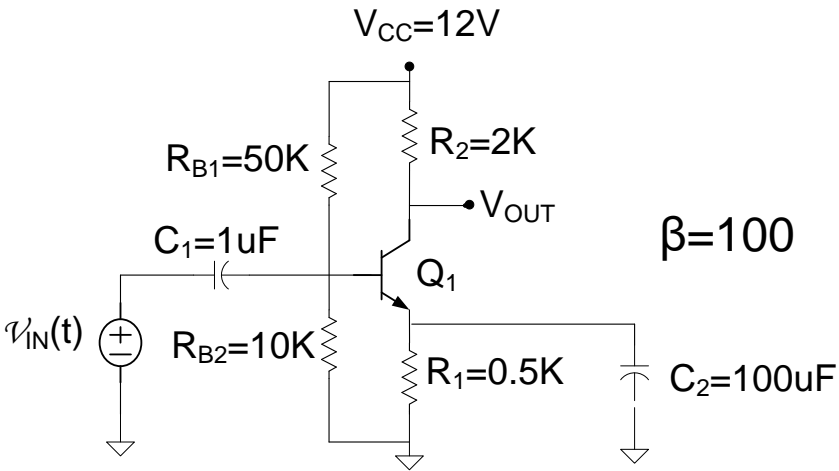 V_CC=12V
R_B1=50K
R_2=2K
V_OUT
C_1=1uF
β=100
Q_1
𝒱_IN(t)
+
−
R_B2=10K
R_1=0.5K
C_2=100uF